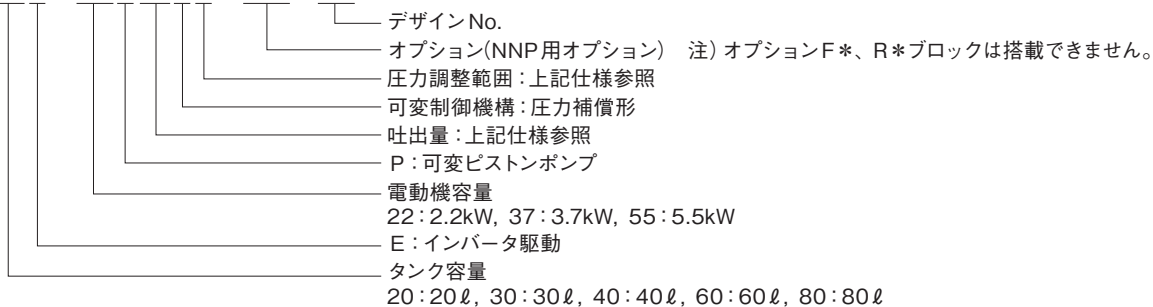 デザインNo.
オプション(NNP用オプション) 注)オプションF＊、R＊ブロックは搭載できません。
圧力調整範囲：上記仕様参照
可変制御機構：圧力補償形
吐出量：上記仕様参照
P：可変ピストンポンプ
電動機容量
22：2.2kW, 37：3.7kW, 55：5.5kW
E：インバータ駆動
タンク容量
20：20ℓ, 30：30ℓ, 40：40ℓ, 60：60ℓ, 80：80ℓ